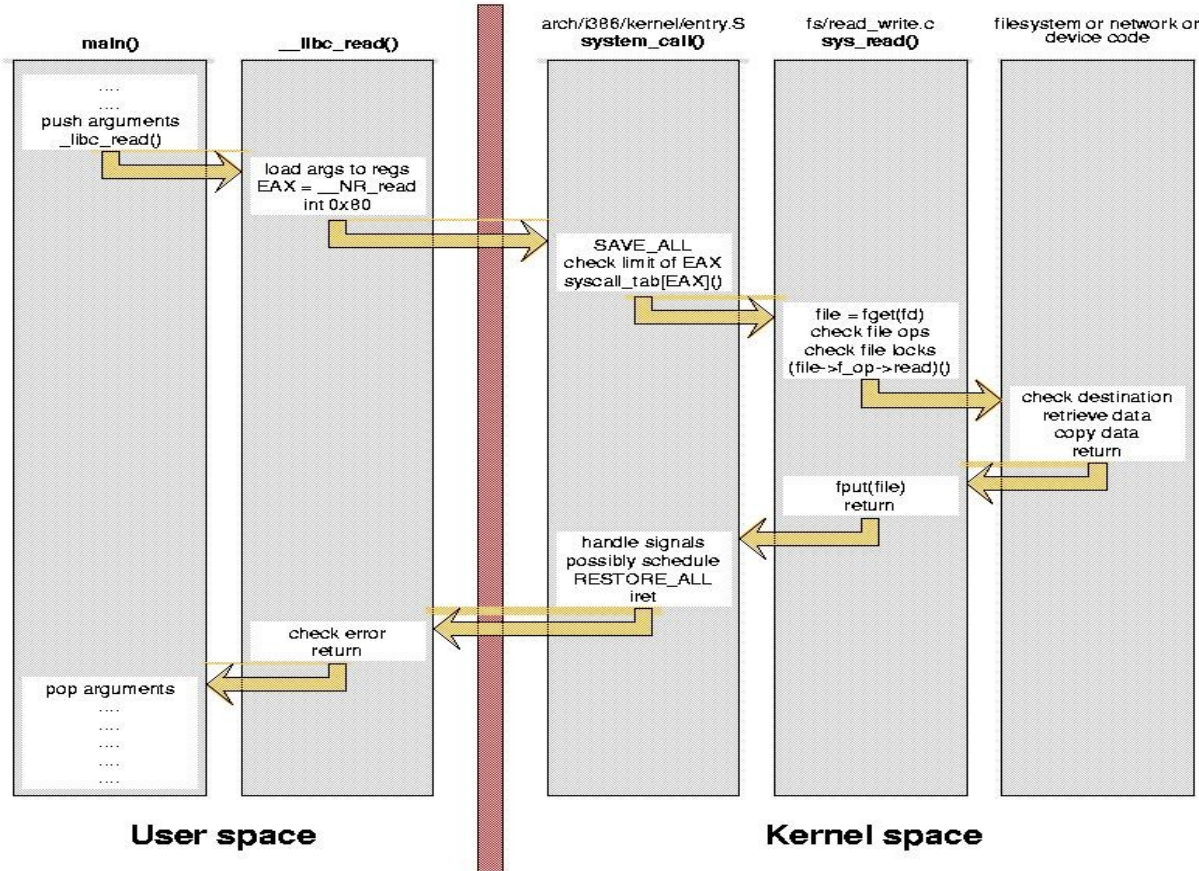 main()
__libc_read()
arch/i386/kernel/entry.S
system_call()
fs/read_write.c
sys_read()
filesystem or network or
device code
....
....
push arguments
_libc_read()
load args to regs
EAX = __NR_read
int 0x80
SAVE_ALL
check limit of EAX
syscall_tab[EAX]()
file = fget(fd)
check file ops
check file locks
(file->f_op->read)()
check destination
retrieve data
copy data
return
fput(file)
return
handle signals
possibly schedule
RESTORE_ALL
iret
check error
return
pop arguments
....
....
....
....
....
User space
Kernel space